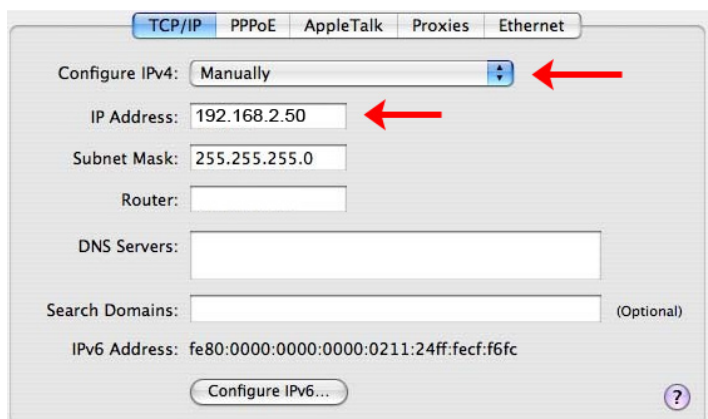 TCP/IP PPPoE AppleTalk Proxies Ethernet
Configure IPv4: Manually
IP Address: 192.168.2.50
Subnet Mask: 255.255.255.0
Router:
DNS Servers:
Search Domains: (Optional)
IPv6 Address: fe80:0000:0000:0000:0211:24ff:fecf:f6fc
Configure IPv6... ?